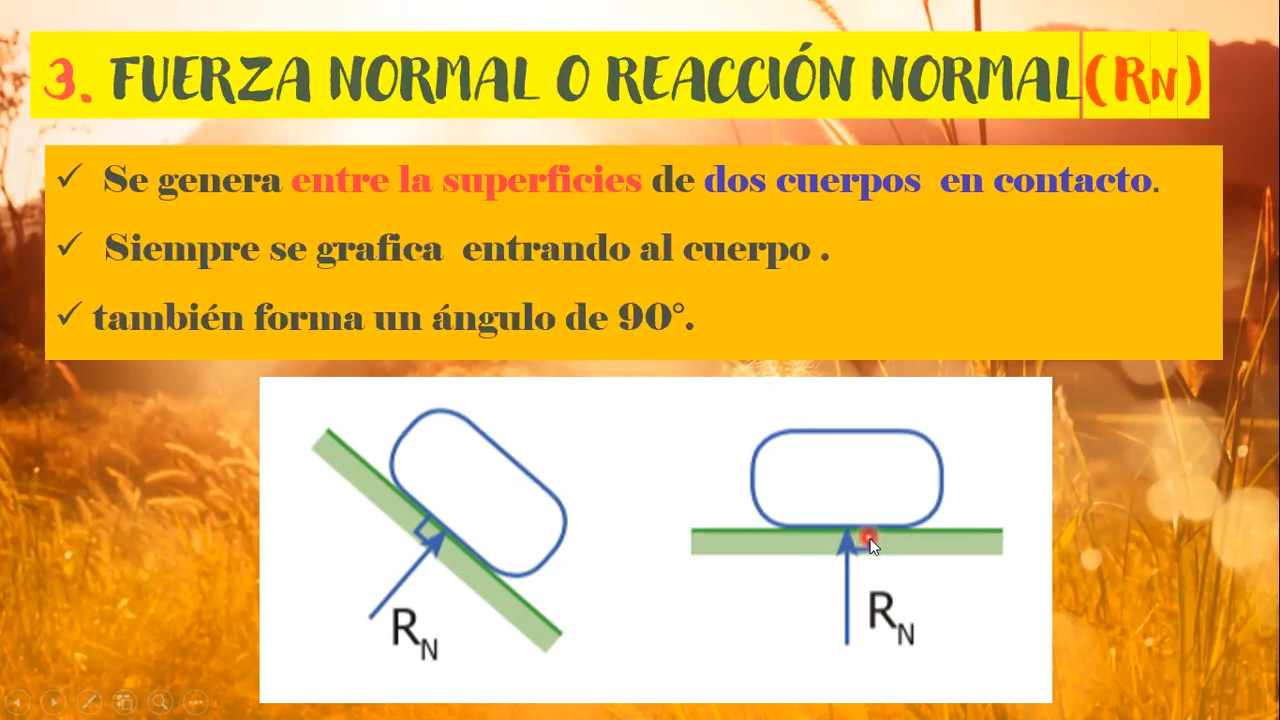 3. FUERZA NORMAL O REACCIÓN NORMAL(RN)
✓ Se genera entre la superficies de dos cuerpos en contacto.
✓ Siempre se grafica entrando al cuerpo .
✓ también forma un ángulo de 90°.
RN
RN